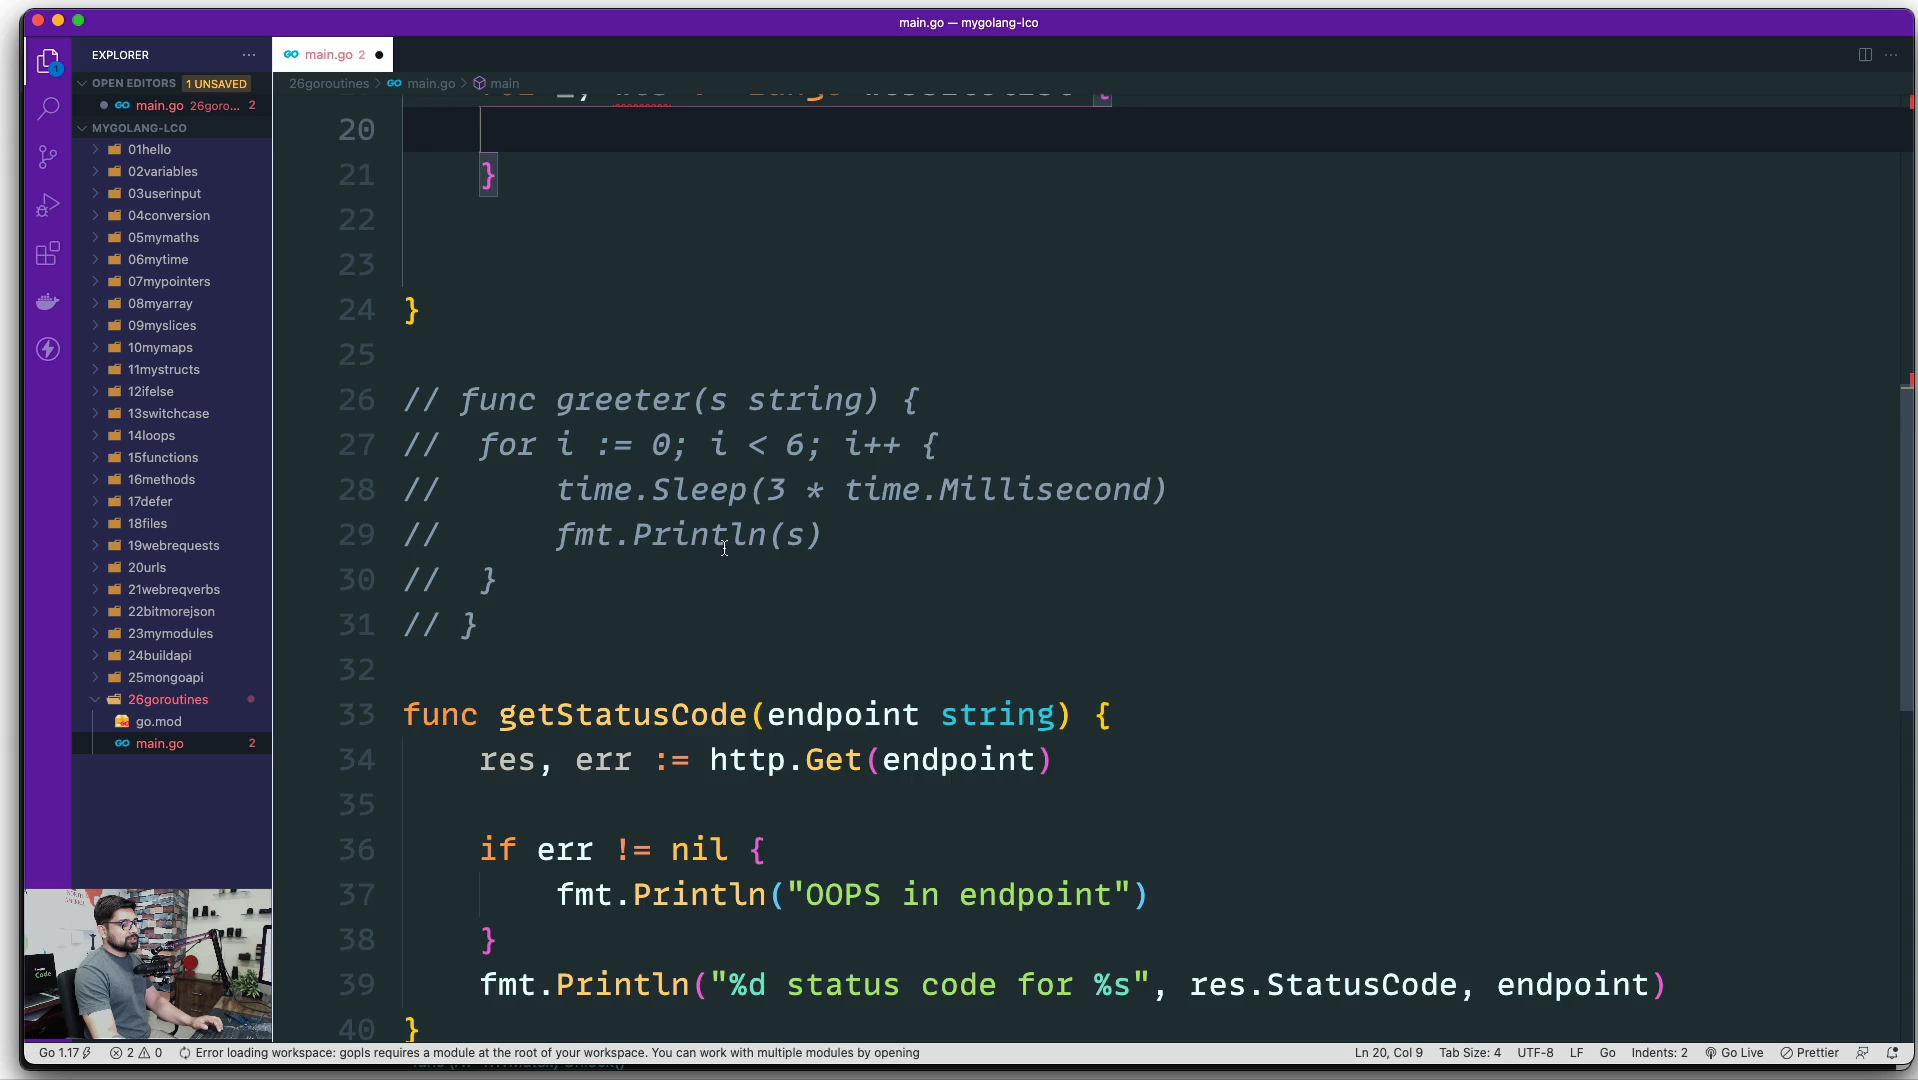 main.go — mygolang-lco
EXPLORER
main.go 2
OPEN EDITORS 1 UNSAVED
main.go 26goro... 2
MYGOLANG-LCO
01hello
02variables
03userinput
04conversion
05mymaths
06mytime
07mypointers
08myarray
09myslices
10mymaps
11mystructs
12ifelse
13switchcase
14loops
15functions
16methods
17defer
18files
19webrequests
20urls
21webreqverbs
22bitmorejson
23mymodules
24buildapi
25mongoapi
26goroutines
go.mod
main.go 2
26goroutines > main.go > main
20
21 }
22
23
24 }
25
26 // func greeter(s string) {
27 // for i := 0; i < 6; i++ {
28 // time.Sleep(3 * time.Millisecond)
29 // fmt.Println(s)
30 // }
31 // }
32
33 func getStatusCode(endpoint string) {
34 res, err := http.Get(endpoint)
35
36 if err != nil {
37 fmt.Println("OOPS in endpoint")
38 }
39 fmt.Println("%d status code for %s", res.StatusCode, endpoint)
40 }
Go 1.17 2 0 Error loading workspace: gopls requires a module at the root of your workspace. You can work with multiple modules by opening
Ln 20, Col 9 Tab Size: 4 UTF-8 LF Go Indents: 2 Go Live Prettier